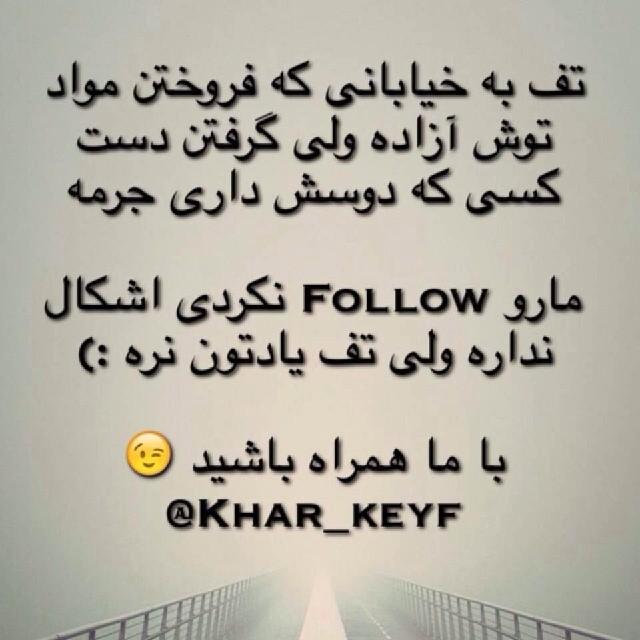 تف به خیابانی که فروختن مواد
توش آزاده ولی گرفتن دست
کسی که دوسش داری جرمه
مارو Follow نکردی اشکال
نداره ولی تف یادتون نره :)
با ما همراه باشید 😉
@Khar_keyf